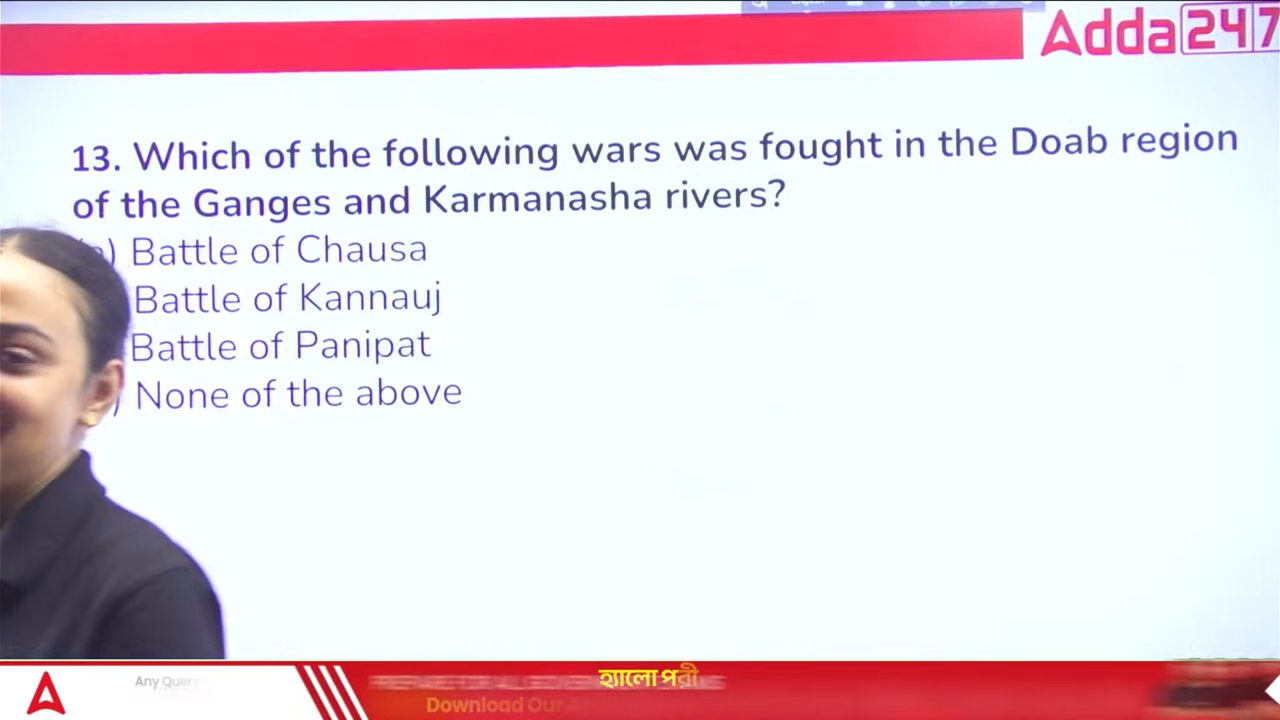 Adda247
13. Which of the following wars was fought in the Doab region
of the Ganges and Karmanasha rivers?
) Battle of Chausa
Battle of Kannauj
Battle of Panipat
) None of the above
Any Query
হ্যালো পরী
Download Our